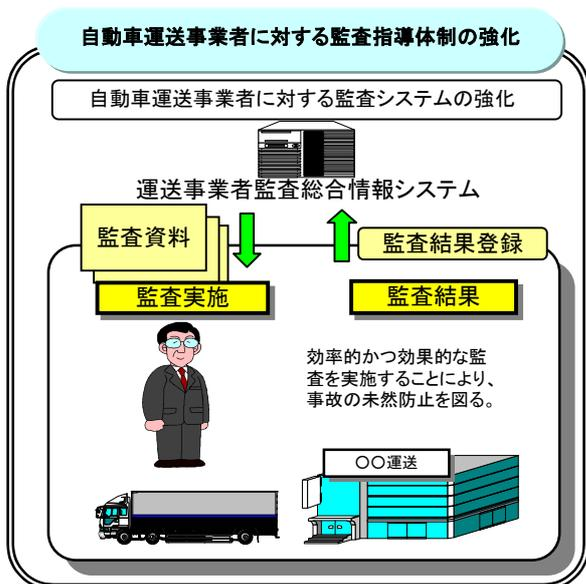 自動車運送事業者に対する監査指導体制の強化
自動車運送事業者に対する監査システムの強化
運送事業者監査総合情報システム
監査資料
監査結果登録
監査実施
監査結果
効率的かつ効果的な監
査を実施することにより、
事故の未然防止を図る。
〇〇運送